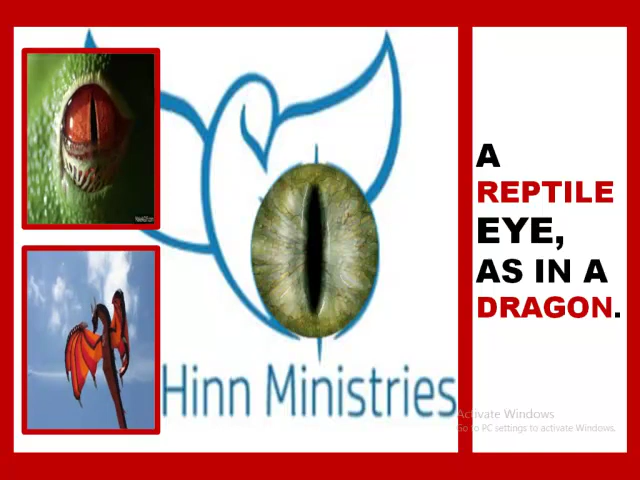 A
REPTILE
EYE,
AS IN A
DRAGON.
Hinn Ministries
Activate Windows
Go to PC settings to activate Windows.